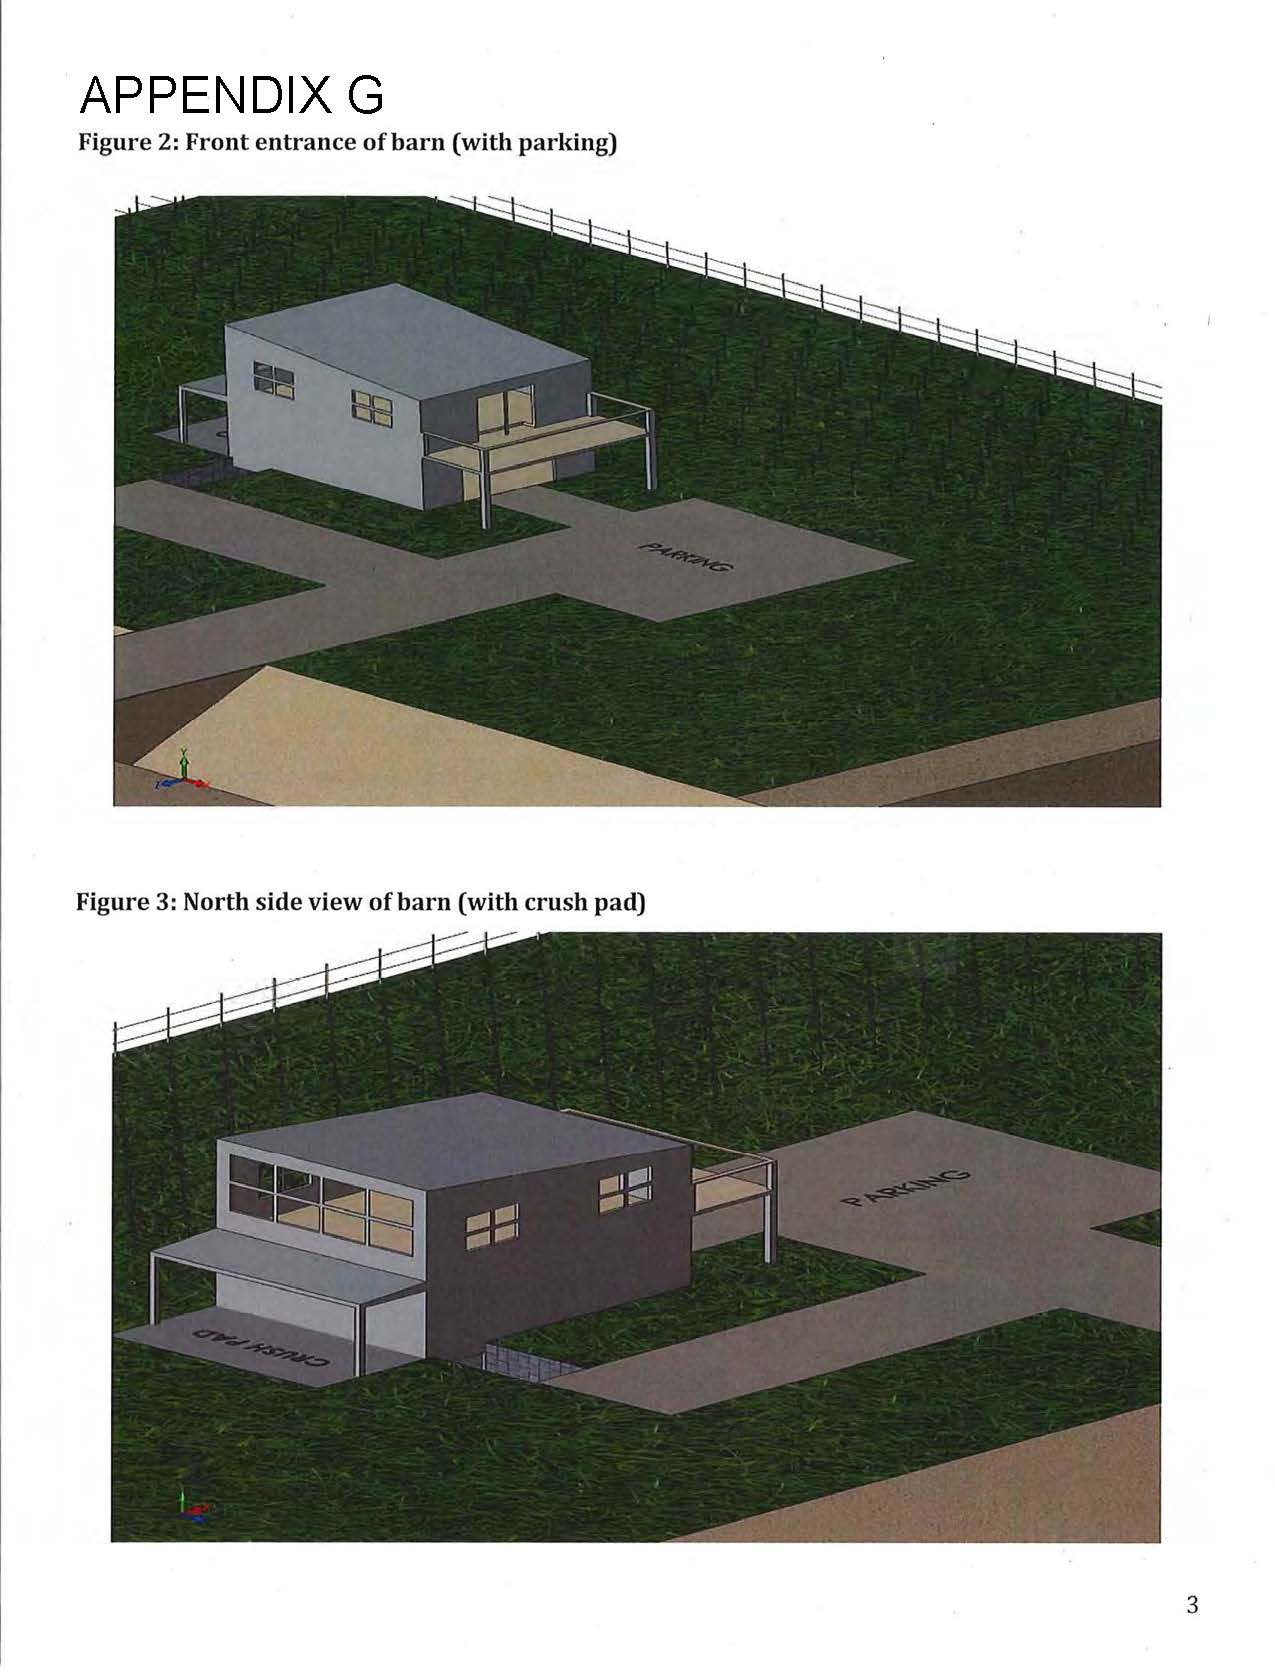 APPENDIX G
Figure 2: Front entrance of barn (with parking)
PARKING
Y
Figure 3: North side view of barn (with crush pad)
PARKING
CRUSH PAD
3